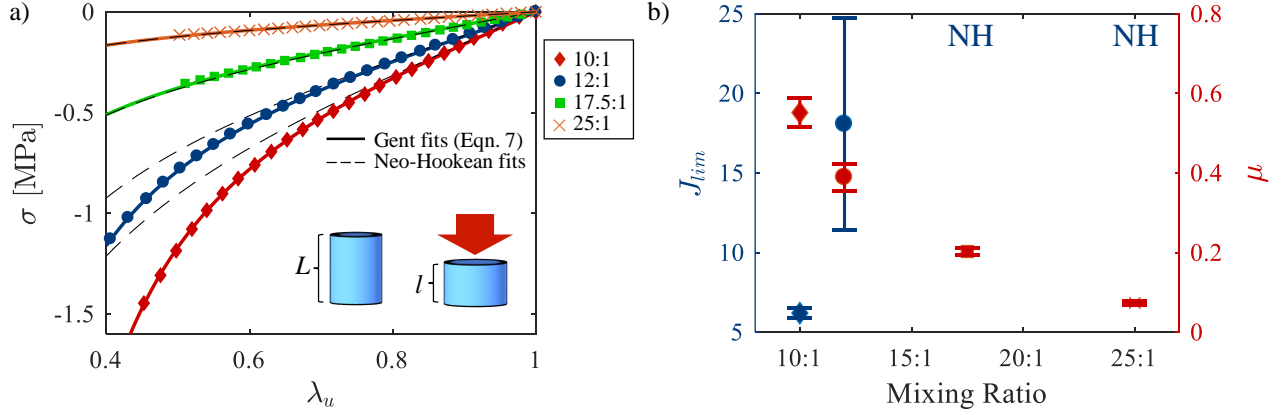 a)
0
-0.5
-1
-1.5
σ [MPa]
0.4
0.6
0.8
1
λu
10:1
12:1
17.5:1
25:1
Gent fits (Eqn. 7)
Neo-Hookean fits
L
l
b)
NH
NH
25
20
15
10
5
Jlim
0.8
0.6
0.4
0.2
0
μ
10:1
15:1
20:1
25:1
Mixing Ratio